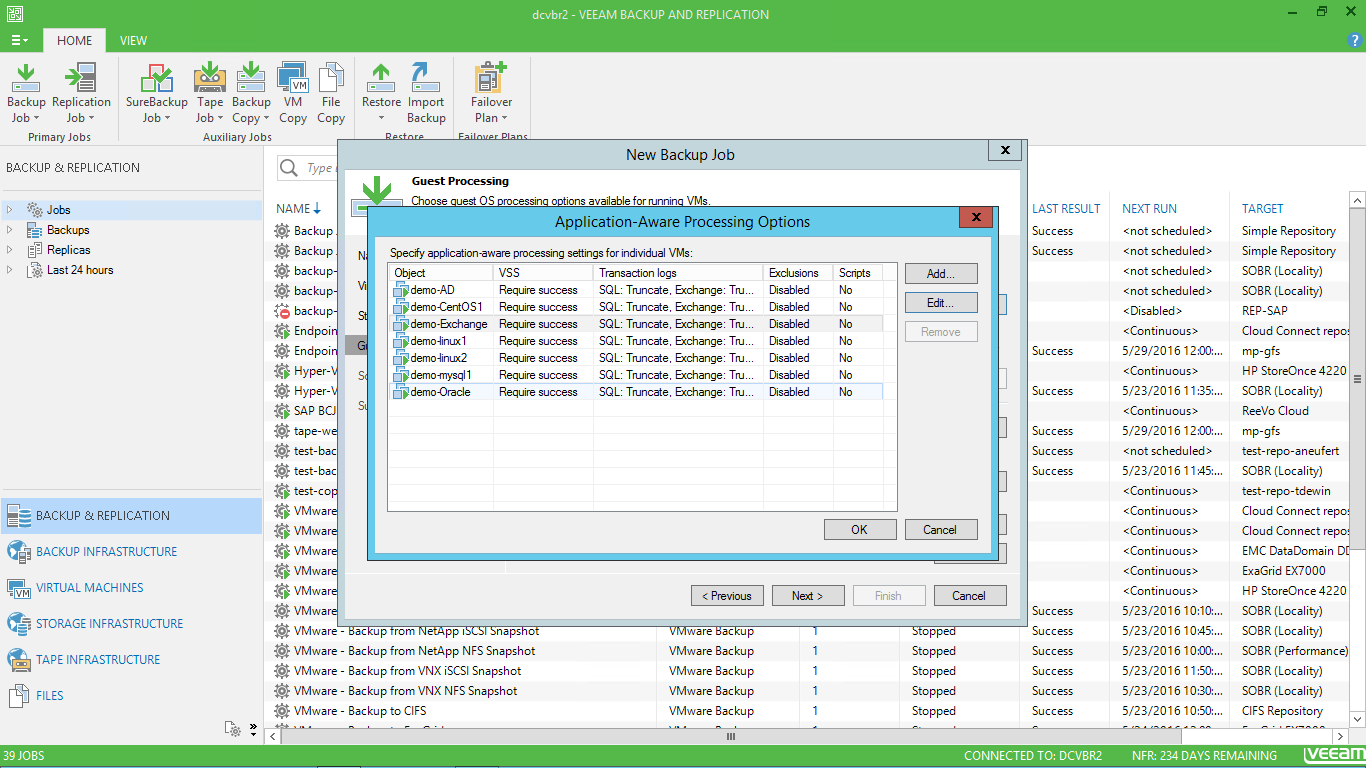 dcvbr2 - VEEAM BACKUP AND REPLICATION
HOME VIEW
Backup Job Replication Job SureBackup Job Tape Job Backup Copy VM Copy File Copy Restore Import Backup Failover Plan
Primary Jobs Auxiliary Jobs Restore Failover Plans
BACKUP & REPLICATION
Jobs
Backups
Replicas
Last 24 hours
BACKUP & REPLICATION
BACKUP INFRASTRUCTURE
VIRTUAL MACHINES
STORAGE INFRASTRUCTURE
TAPE INFRASTRUCTURE
FILES
New Backup Job
Guest Processing
Choose guest OS processing options available for running VMs.
Application-Aware Processing Options
Specify application-aware processing settings for individual VMs:
Object VSS Transaction logs Exclusions Scripts
demo-AD Require success SQL: Truncate, Exchange: Tru... Disabled No
demo-CentOS1 Require success SQL: Truncate, Exchange: Tru... Disabled No
demo-Exchange Require success SQL: Truncate, Exchange: Tru... Disabled No
demo-linux1 Require success SQL: Truncate, Exchange: Tru... Disabled No
demo-linux2 Require success SQL: Truncate, Exchange: Tru... Disabled No
demo-mysql1 Require success SQL: Truncate, Exchange: Tru... Disabled No
demo-Oracle Require success SQL: Truncate, Exchange: Tru... Disabled No
Add...
Edit...
Remove
OK Cancel
< Previous Next > Finish Cancel
Type
NAME LAST RESULT NEXT RUN TARGET
Backup Success <not scheduled> Simple Repository
Backup Success <not scheduled> Simple Repository
backup- <not scheduled> SOBR (Locality)
backup- Success <not scheduled> SOBR (Locality)
backup- <Disabled> REP-SAP
Endpoin <Continuous> Cloud Connect repos
Endpoin Success 5/29/2016 12:00:... mp-gfs
Hyper-V <Continuous> HP StoreOnce 4220
Hyper-V Success 5/23/2016 11:35:... SOBR (Locality)
SAP BCJ <Continuous> ReeVo Cloud
tape-we Success 5/29/2016 12:00:... mp-gfs
test-bac Success <not scheduled> test-repo-aneufert
test-bac Success 5/23/2016 11:45:... SOBR (Locality)
test-cop <Continuous> test-repo-tdewin
VMware <Continuous> Cloud Connect repos
VMware <Continuous> Cloud Connect repos
VMware <Continuous> EMC DataDomain DD
VMware <Continuous> ExaGrid EX7000
VMware <Continuous> HP StoreOnce 4220
VMware Success 5/23/2016 10:10:... SOBR (Locality)
VMware - Backup from NetApp iSCSI Snapshot VMware Backup 1 Stopped Success 5/23/2016 10:45:... SOBR (Locality)
VMware - Backup from NetApp NFS Snapshot VMware Backup 1 Stopped Success 5/23/2016 10:00:... SOBR (Performance)
VMware - Backup from VNX iSCSI Snapshot VMware Backup 1 Stopped Success 5/23/2016 11:50:... SOBR (Locality)
VMware - Backup from VNX NFS Snapshot VMware Backup 1 Stopped Success 5/23/2016 10:30:... SOBR (Locality)
VMware - Backup to CIFS VMware Backup 1 Stopped Success 5/23/2016 10:50:... CIFS Repository
39 JOBS CONNECTED TO: DCVBR2 NFR: 234 DAYS REMAINING veeam